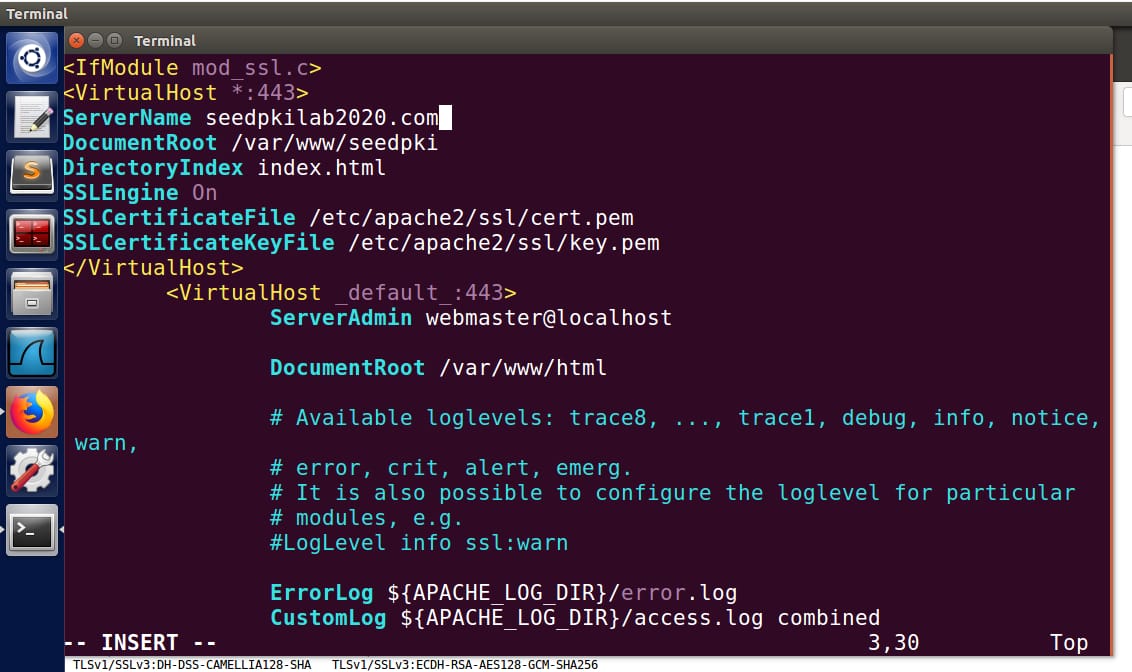 Terminal
Terminal
<IfModule mod_ssl.c>
<VirtualHost *:443>
ServerName seedpkilab2020.com
DocumentRoot /var/www/seedpki
DirectoryIndex index.html
SSLEngine On
SSLCertificateFile /etc/apache2/ssl/cert.pem
SSLCertificateKeyFile /etc/apache2/ssl/key.pem
</VirtualHost>
<VirtualHost _default_:443>
ServerAdmin webmaster@localhost
DocumentRoot /var/www/html
# Available loglevels: trace8, ..., trace1, debug, info, notice,
warn,
# error, crit, alert, emerg.
# It is also possible to configure the loglevel for particular
# modules, e.g.
#LogLevel info ssl:warn
ErrorLog ${APACHE_LOG_DIR}/error.log
CustomLog ${APACHE_LOG_DIR}/access.log combined
-- INSERT -- 3,30 Top
TLSv1/SSLv3:DH-DSS-CAMELLIA128-SHA TLSv1/SSLv3:ECDH-RSA-AES128-GCM-SHA256